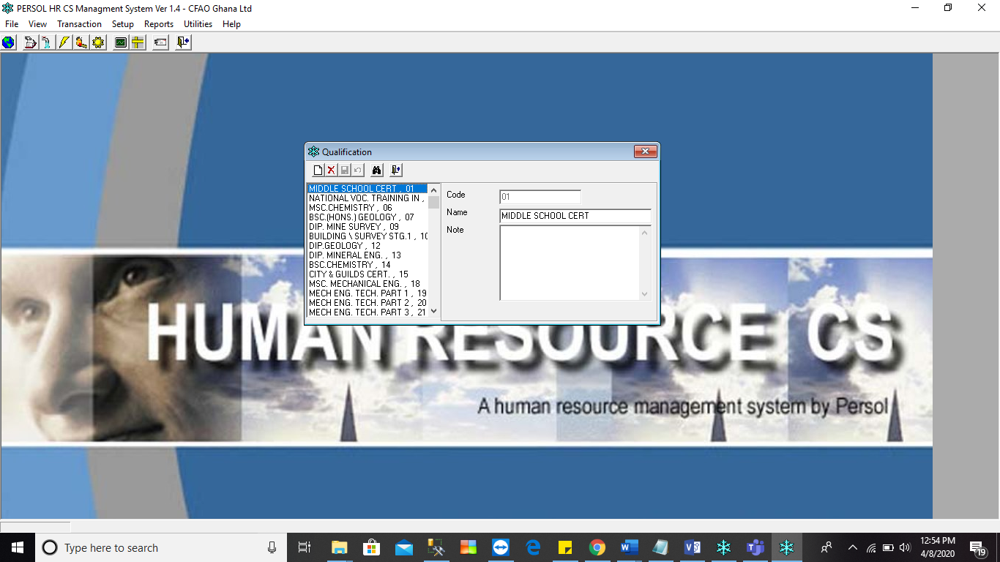 PERSOL HR CS Managment System Ver 1.4 - CFAO Ghana Ltd
File View Transaction Setup Reports Utilities Help
Qualification
MIDDLE SCHOOL CERT , 01
NATIONAL VOC. TRAINING IN ,
MSC.CHEMISTRY , 06
BSC.(HONS.) GEOLOGY , 07
DIP. MINE SURVEY , 09
BUILDING \ SURVEY STG.1 , 10
DIP.GEOLOGY , 12
DIP. MINERAL ENG. , 13
BSC.CHEMISTRY , 14
CITY & GUILDS CERT. , 15
MSC. MECHANICAL ENG. , 18
MECH ENG. TECH. PART 1 , 19
MECH ENG. TECH. PART 2 , 20
MECH ENG. TECH. PART 3 , 21
Code 01
Name MIDDLE SCHOOL CERT
Note
HUMAN RESOURCE CS
A human resource management system by Persol
Type here to search
12:54 PM
4/8/2020
19